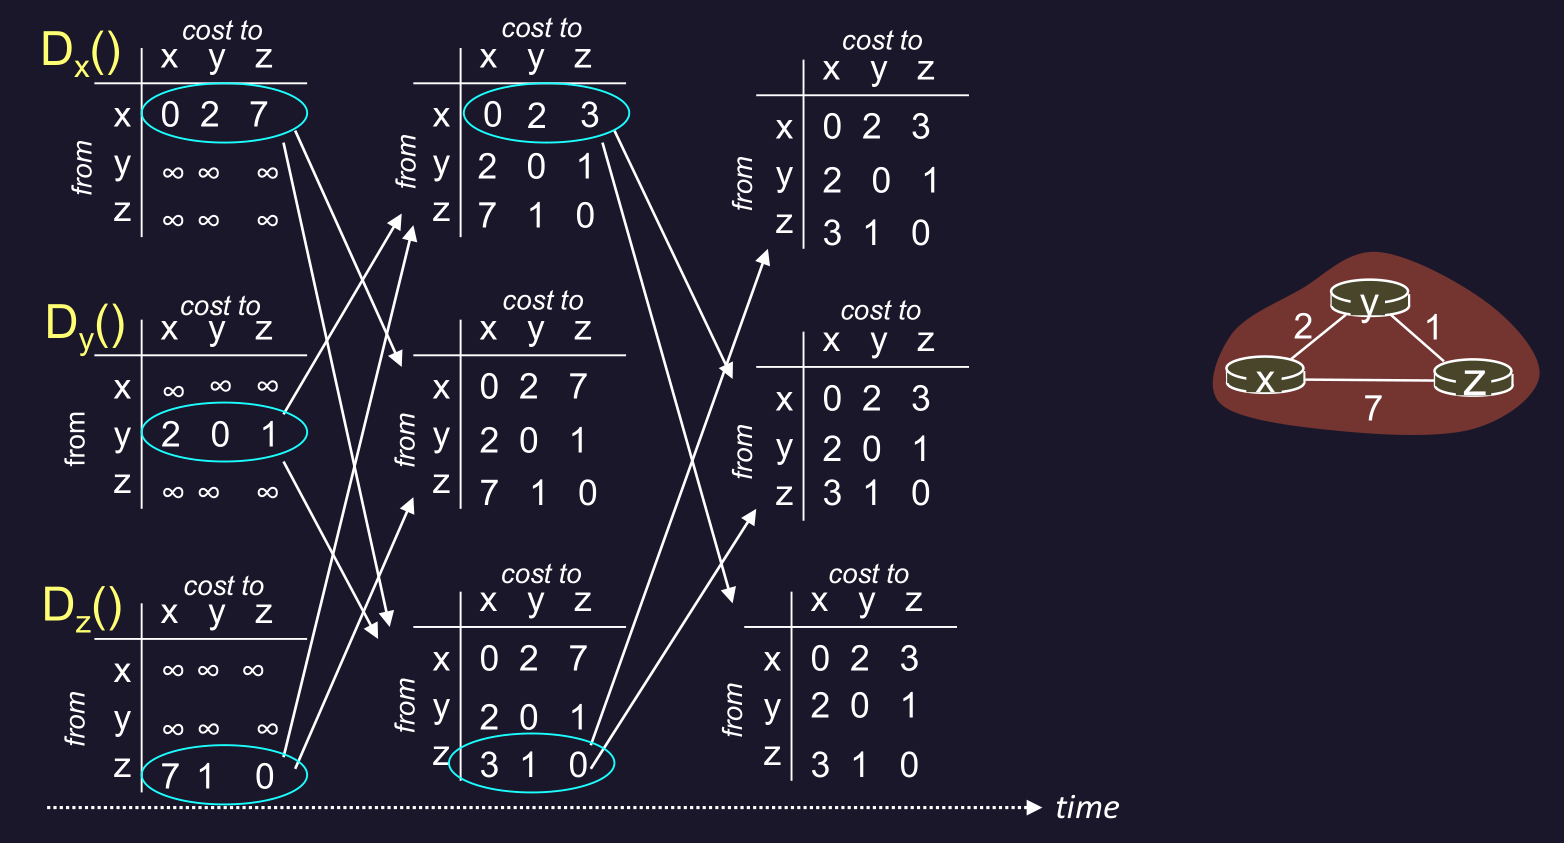 Dx()
cost to
x y z
from
x 0 2 7
y ∞ ∞ ∞
z ∞ ∞ ∞
cost to
x y z
from
x 0 2 3
y 2 0 1
z 7 1 0
cost to
x y z
from
x 0 2 3
y 2 0 1
z 3 1 0
Dy()
cost to
x y z
from
x ∞ ∞ ∞
y 2 0 1
z ∞ ∞ ∞
cost to
x y z
from
x 0 2 7
y 2 0 1
z 7 1 0
cost to
x y z
from
x 0 2 3
y 2 0 1
z 3 1 0
Dz()
cost to
x y z
from
x ∞ ∞ ∞
y ∞ ∞ ∞
z 7 1 0
cost to
x y z
from
x 0 2 7
y 2 0 1
z 3 1 0
cost to
x y z
from
x 0 2 3
y 2 0 1
z 3 1 0
time
y
2 1
x z
7